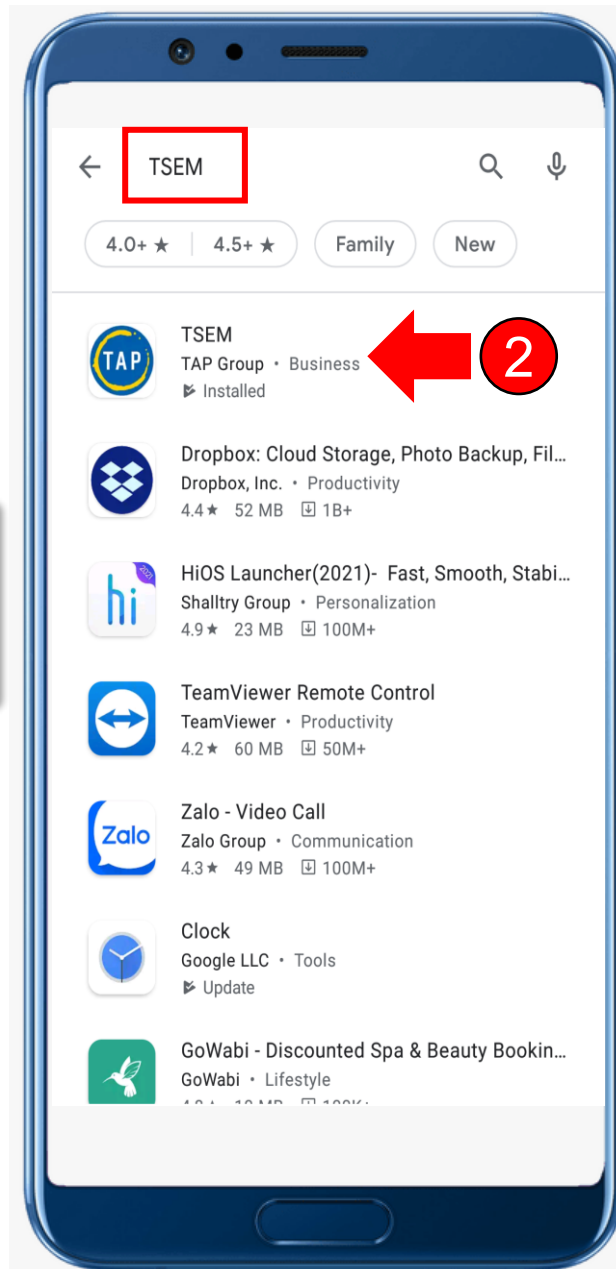 TSEM
4.0+ ★ 4.5+ ★ Family New
TSEM
TAP
TAP Group • Business
2
Installed
Dropbox: Cloud Storage, Photo Backup, Fil...
Dropbox, Inc. • Productivity
4.4★ 52 MB 1B+
2021
hi
HiOS Launcher(2021)- Fast, Smooth, Stabi...
Shalltry Group • Personalization
4.9★ 23 MB 100M+
TeamViewer Remote Control
TeamViewer • Productivity
4.2★ 60 MB 50M+
Zalo
Zalo - Video Call
Zalo Group • Communication
4.3★ 49 MB 100M+
Clock
Google LLC • Tools
Update
GoWabi - Discounted Spa & Beauty Bookin...
GoWabi • Lifestyle